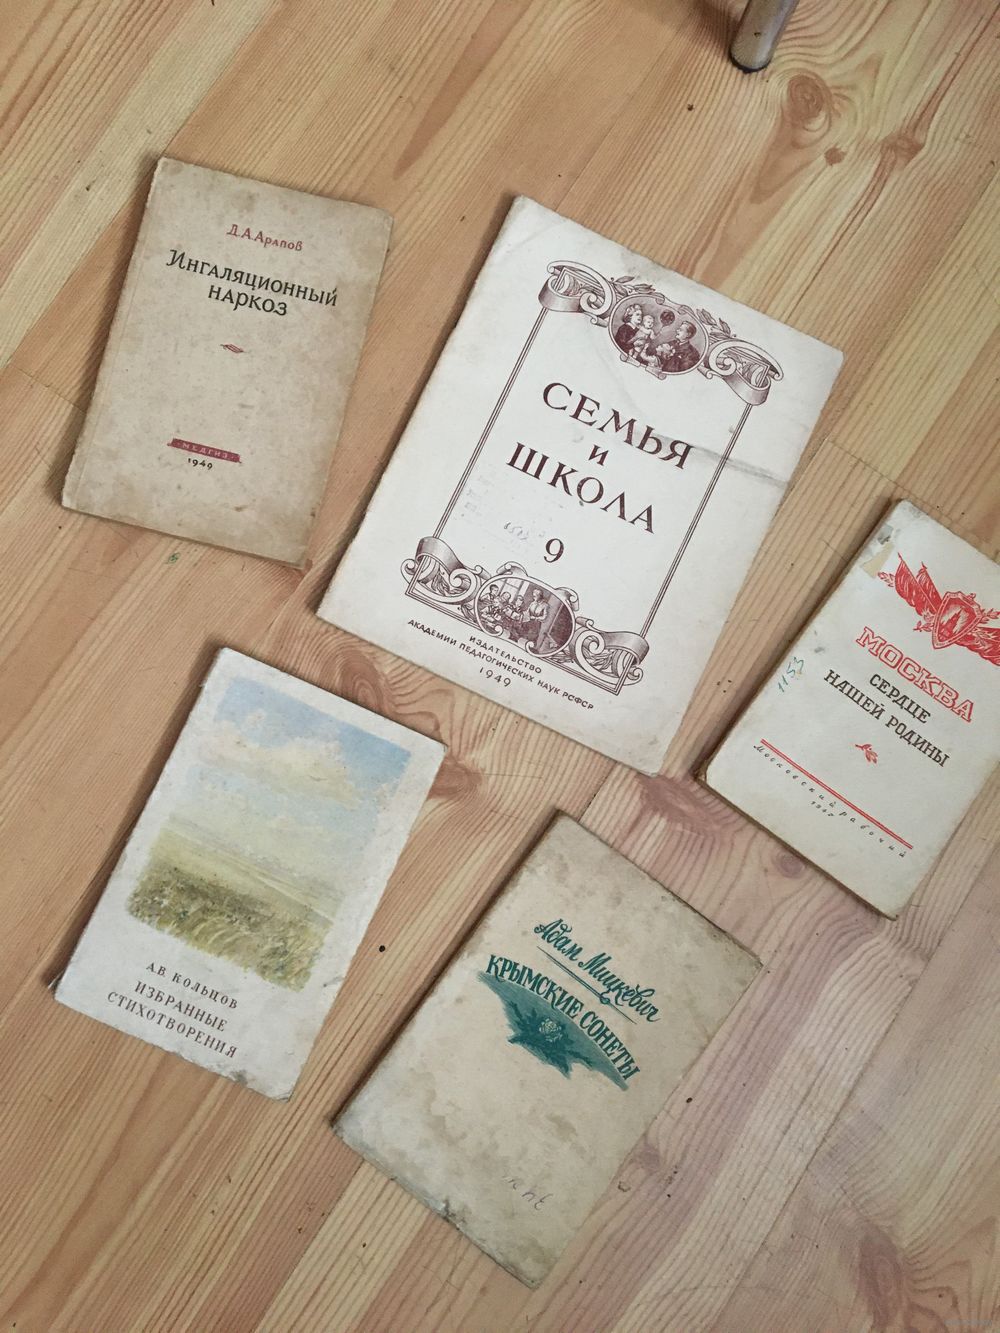 Д.А.Арапов
Ингаляционный
наркоз
МЕДГИЗ
1949
СЕМЬЯ
и
ШКОЛА
9
ИЗДАТЕЛЬСТВО
АКАДЕМИИ ПЕДАГОГИЧЕСКИХ НАУК РСФСР
1949
МОСКВА
СЕРДЦЕ
НАШЕЙ РОДИНЫ
1153
Московский рабочий
А.В. КОЛЬЦОВ
ИЗБРАННЫЕ
СТИХОТВОРЕНИЯ
Адам Мицкевич
КРЫМСКИЕ СОНЕТЫ